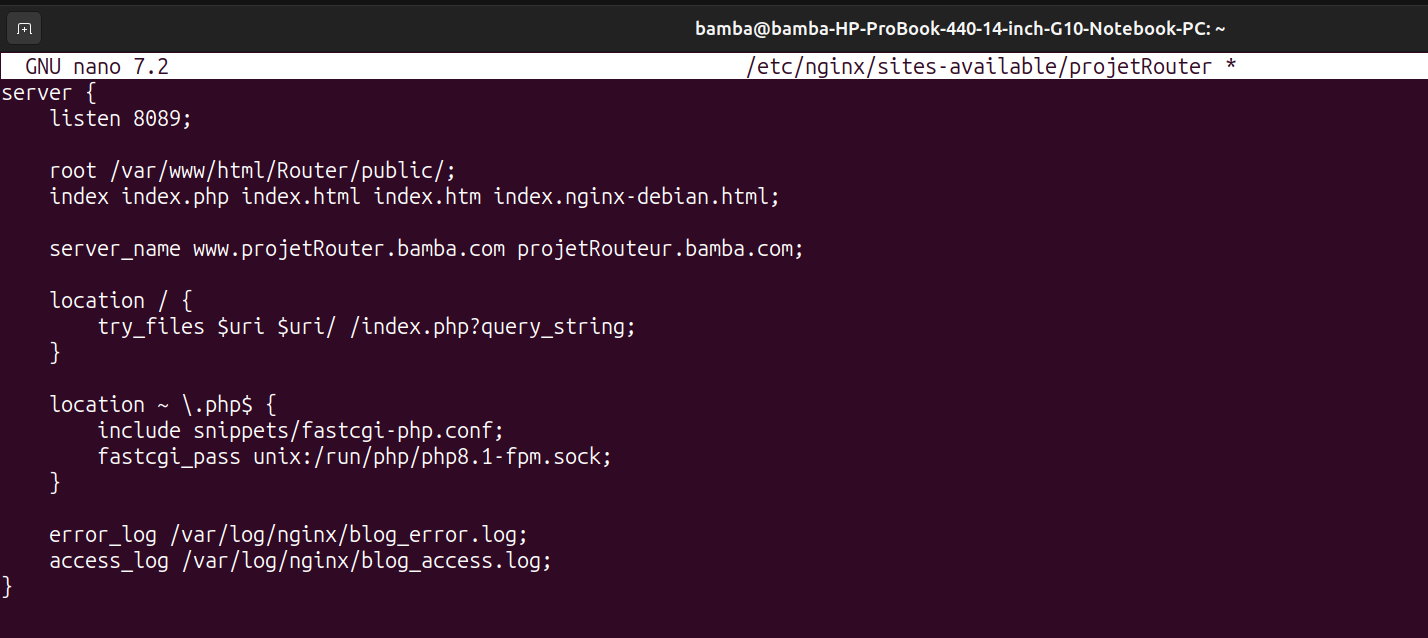 bamba@bamba-HP-ProBook-440-14-inch-G10-Notebook-PC: ~
GNU nano 7.2 /etc/nginx/sites-available/projetRouter *
server {
    listen 8089;

    root /var/www/html/Router/public/;
    index index.php index.html index.htm index.nginx-debian.html;

    server_name www.projetRouter.bamba.com projetRouteur.bamba.com;

    location / {
        try_files $uri $uri/ /index.php?query_string;
    }

    location ~ \.php$ {
        include snippets/fastcgi-php.conf;
        fastcgi_pass unix:/run/php/php8.1-fpm.sock;
    }

    error_log /var/log/nginx/blog_error.log;
    access_log /var/log/nginx/blog_access.log;
}